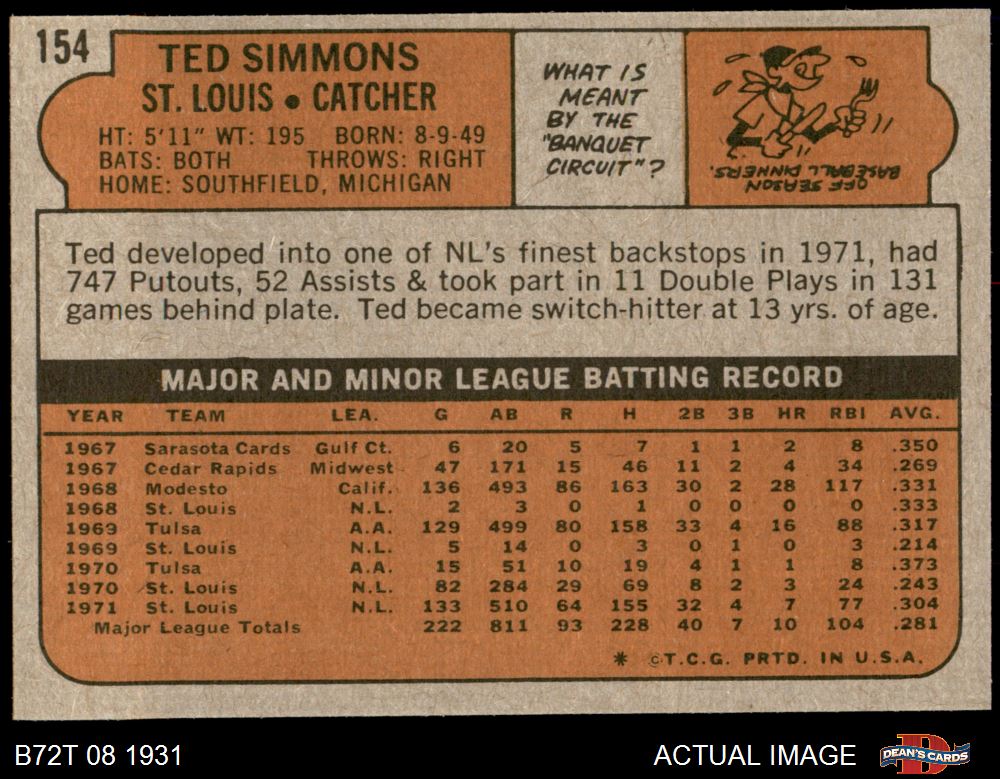 154
TED SIMMONS
ST. LOUIS • CATCHER
HT: 5'11" WT: 195 BORN: 8-9-49
BATS: BOTH THROWS: RIGHT
HOME: SOUTHFIELD, MICHIGAN
WHAT IS
MEANT
BY THE
"BANQUET
CIRCUIT"?
OFF SEASON
BASEBALL DINNERS.
Ted developed into one of NL's finest backstops in 1971, had
747 Putouts, 52 Assists & took part in 11 Double Plays in 131
games behind plate. Ted became switch-hitter at 13 yrs. of age.
MAJOR AND MINOR LEAGUE BATTING RECORD
YEAR TEAM LEA. G AB R H 2B 3B HR RBI AVG.
1967 Sarasota Cards Gulf Ct. 6 20 5 7 1 1 2 8 .350
1967 Cedar Rapids Midwest 47 171 15 46 11 2 4 34 .269
1968 Modesto Calif. 136 493 86 163 30 2 28 117 .331
1968 St. Louis N.L. 2 3 0 1 0 0 0 0 .333
1969 Tulsa A.A. 129 499 80 158 33 4 16 88 .317
1969 St. Louis N.L. 5 14 0 3 0 1 0 3 .214
1970 Tulsa A.A. 15 51 10 19 4 1 1 8 .373
1970 St. Louis N.L. 82 284 29 69 8 2 3 24 .243
1971 St. Louis N.L. 133 510 64 155 32 4 7 77 .304
Major League Totals 222 811 93 228 40 7 10 104 .281
* ©T.C.G. PRTD. IN U.S.A.
B72T 08 1931
ACTUAL IMAGE
DEAN'S CARDS